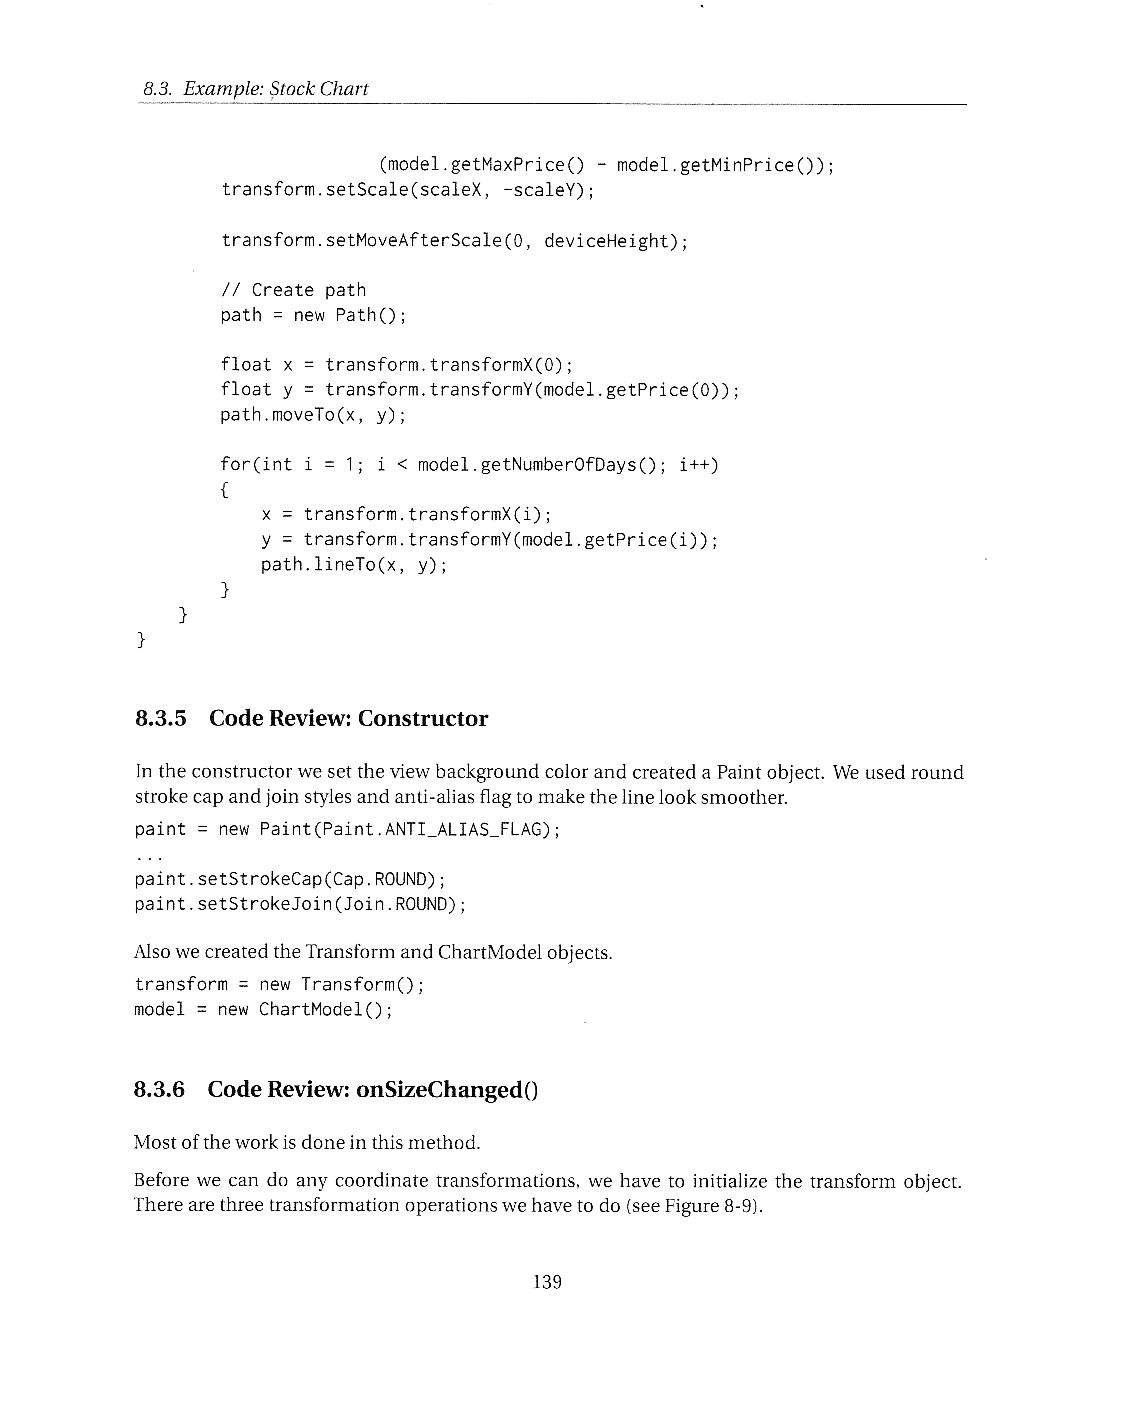 8.3. Example: Stock Chart
(model.getMaxPrice() - model.getMinPrice());
transform.setScale(scaleX, -scaleY);
transform.setMoveAfterScale(0, deviceHeight);
// Create path
path = new Path();
float x = transform.transformX(0);
float y = transform.transformY(model.getPrice(0));
path.moveTo(x, y);
for(int i = 1; i < model.getNumberOfDays(); i++)
{
x = transform.transformX(i);
y = transform.transformY(model.getPrice(i));
path.lineTo(x, y);
}
}
}
8.3.5 Code Review: Constructor
In the constructor we set the view background color and created a Paint object. We used round
stroke cap and join styles and anti-alias flag to make the line look smoother.
paint = new Paint(Paint.ANTI_ALIAS_FLAG);
...
paint.setStrokeCap(Cap.ROUND);
paint.setStrokeJoin(Join.ROUND);
Also we created the Transform and ChartModel objects.
transform = new Transform();
model = new ChartModel();
8.3.6 Code Review: onSizeChanged()
Most of the work is done in this method.
Before we can do any coordinate transformations, we have to initialize the transform object.
There are three transformation operations we have to do (see Figure 8-9).
139